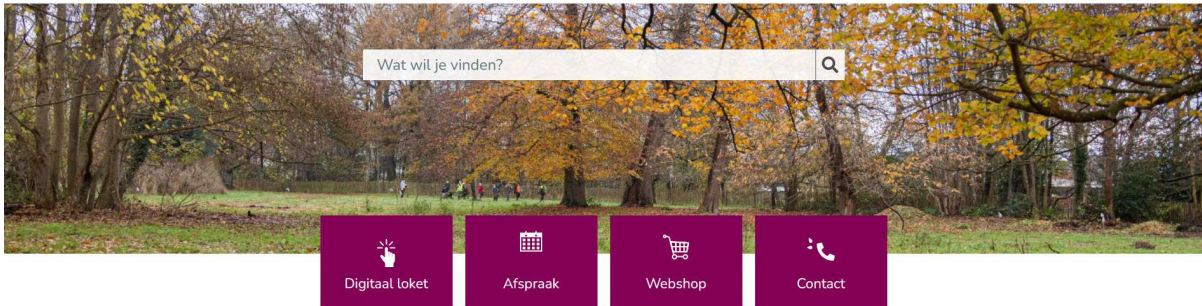 Wat wil je vinden?
Digitaal loket
Afspraak
Webshop
Contact